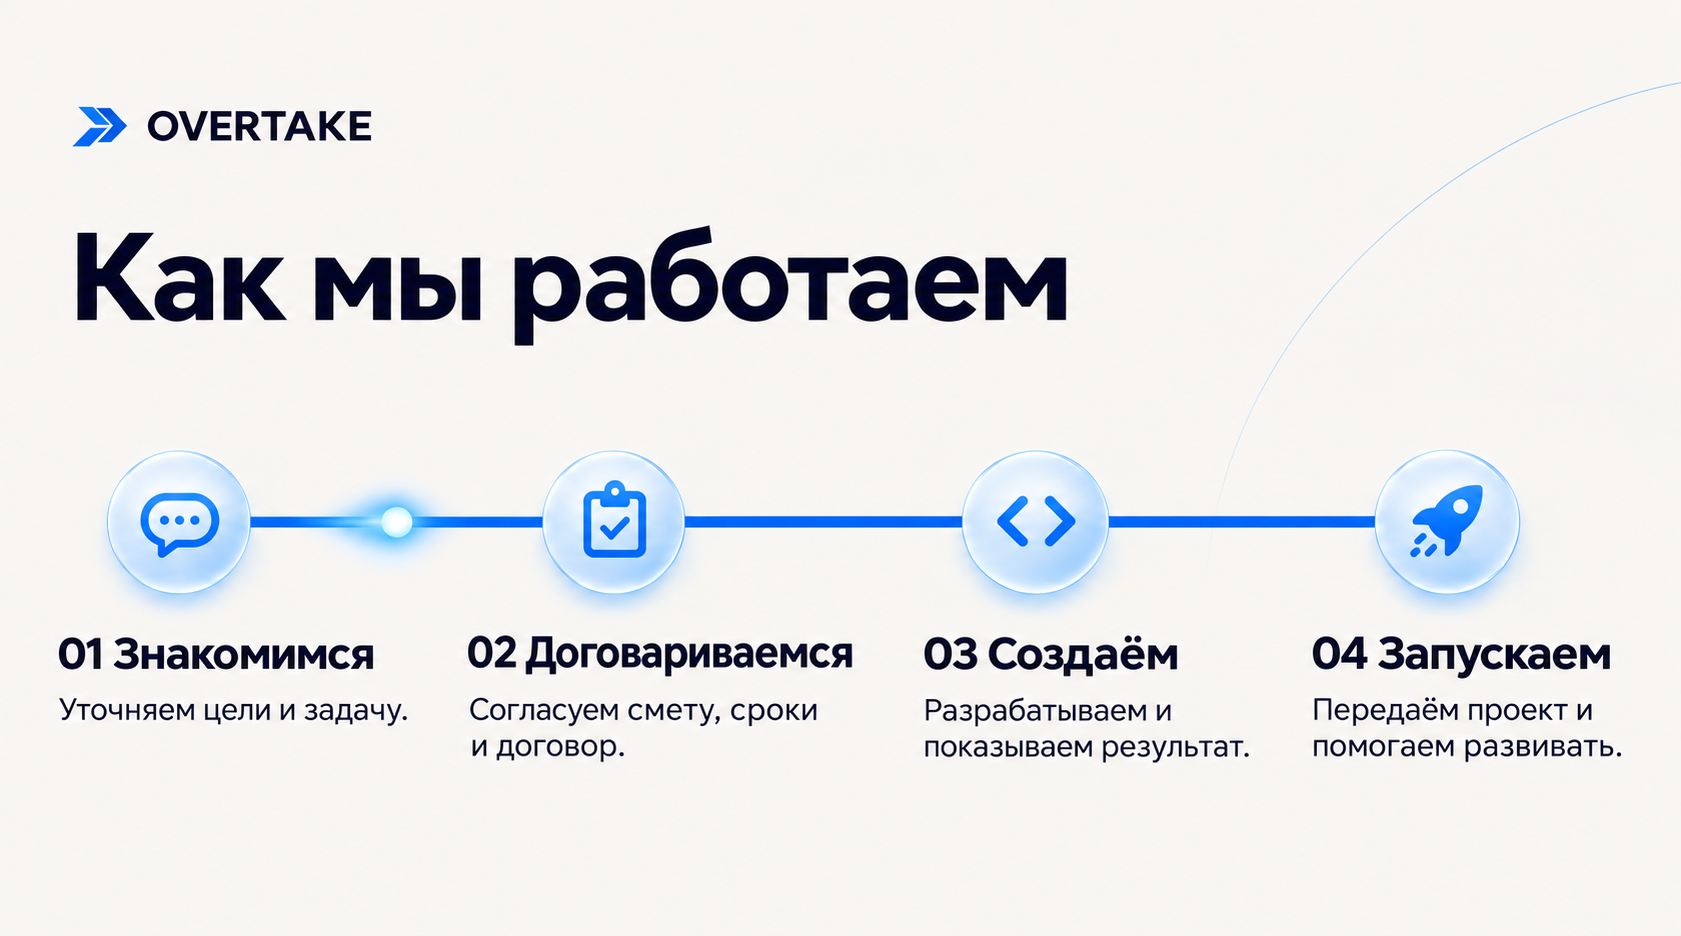 OVERTAKE
Как мы работаем
01 Знакомимся
Уточняем цели и задачу.
02 Договариваемся
Согласуем смету, сроки
и договор.
03 Создаём
Разрабатываем и
показываем результат.
04 Запускаем
Передаём проект и
помогаем развивать.